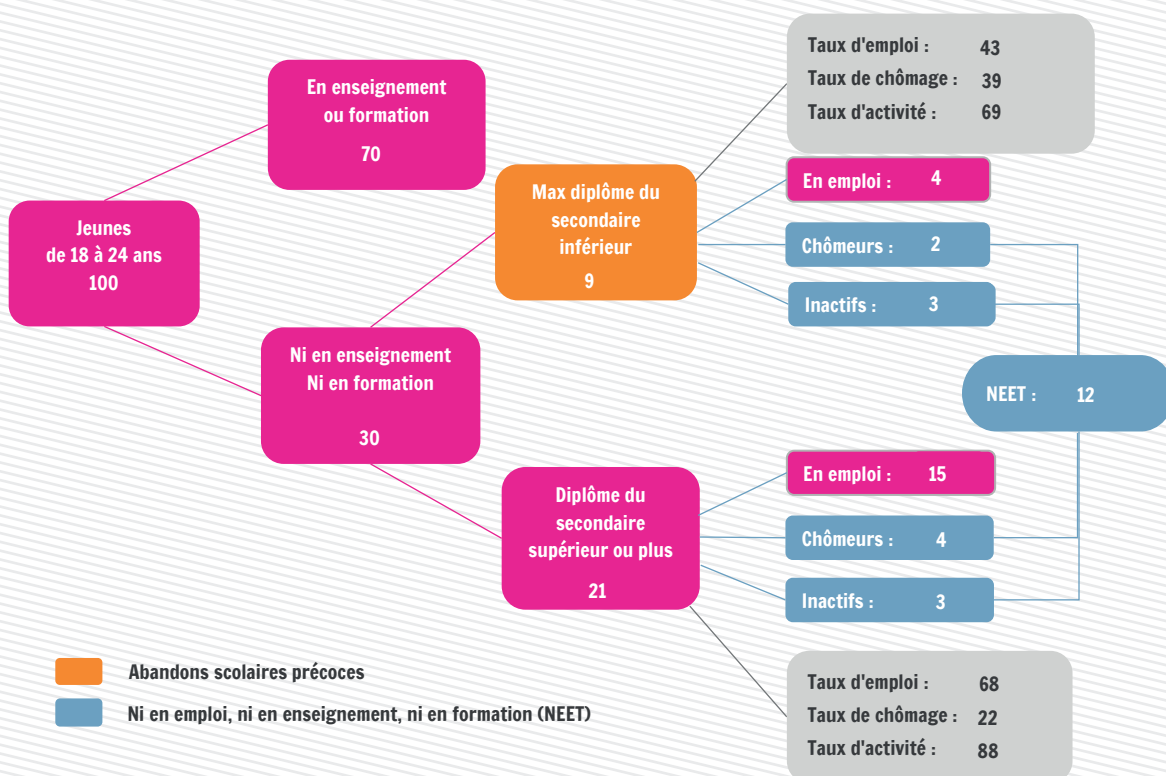 Jeunes
de 18 à 24 ans
100
En enseignement
ou formation
70
Ni en enseignement
Ni en formation
30
Max diplôme du
secondaire
inférieur
9
Diplôme du
secondaire
supérieur ou plus
21
Taux d'emploi : 43
Taux de chômage : 39
Taux d'activité : 69
En emploi : 4
Chômeurs : 2
Inactifs : 3
NEET : 12
En emploi : 15
Chômeurs : 4
Inactifs : 3
Taux d'emploi : 68
Taux de chômage : 22
Taux d'activité : 88
Abandons scolaires précoces
Ni en emploi, ni en enseignement, ni en formation (NEET)